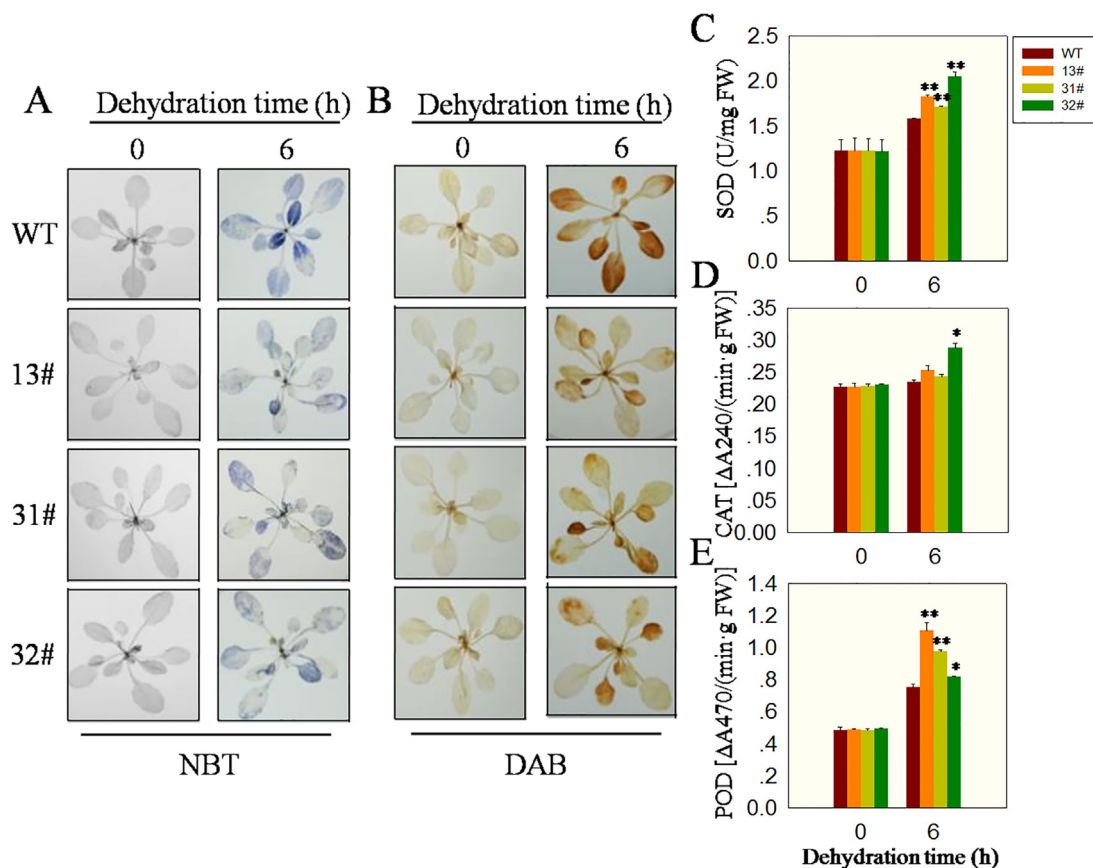 A
Dehydration time (h)
0 6
WT
13#
31#
32#
NBT
B
Dehydration time (h)
0 6
DAB
C
SOD (U/mg FW)
2.5
2.0
1.5
1.0
.5
0.0
0 6
** ** **
WT
13#
31#
32#
D
CAT [ΔA240/(min·g FW)]
.35
.30
.25
.20
.15
.10
.05
0.00
0 6
*
E
POD [ΔA470/(min·g FW)]
1.4
1.2
1.0
.8
.6
.4
.2
0.0
0 6
** ** *
Dehydration time (h)